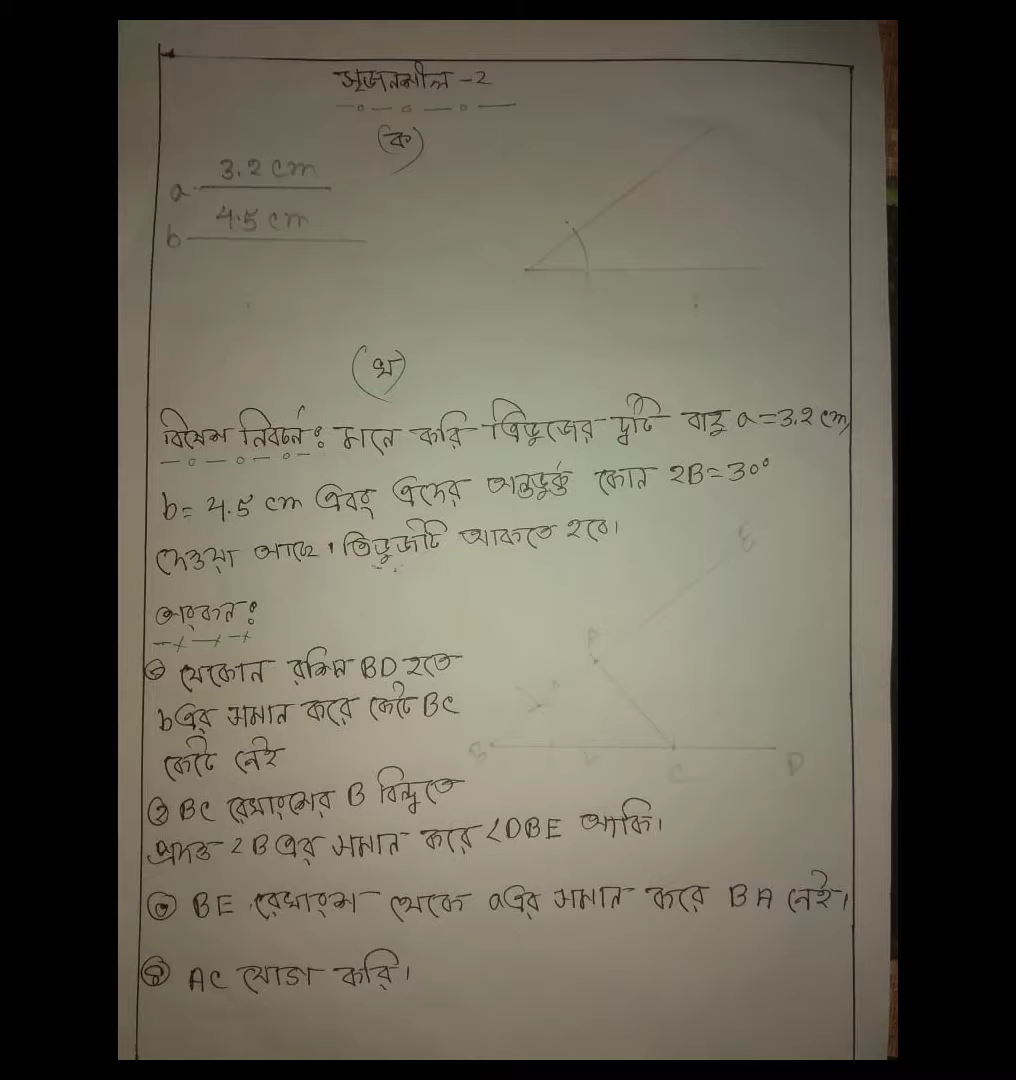 সৃজনশীল -2
(ক)
a 3.2 cm
b 4.5 cm
(খ)
বিশেষ নির্বচন: মনে করি ত্রিভুজের দুটি বাহু a=3.2 cm,
b= 4.5 cm এবং এদের অন্তর্ভুক্ত কোন ∠B=30°
দেওয়া আছে। ত্রিভুজটি আকতে হবে।
অংকন:
① যেকোন রশ্মি BD হতে
b এর সমান করে কেটে BC
কেটে নেই
② BC রেখাংশের B বিন্দুতে
প্রদত্ত ∠B এর সমান করে ∠DBE আকি।
③ BE রেখাংশ থেকে a এর সমান করে BA নেই।
④ AC যোগ করি।
E
B
C
D